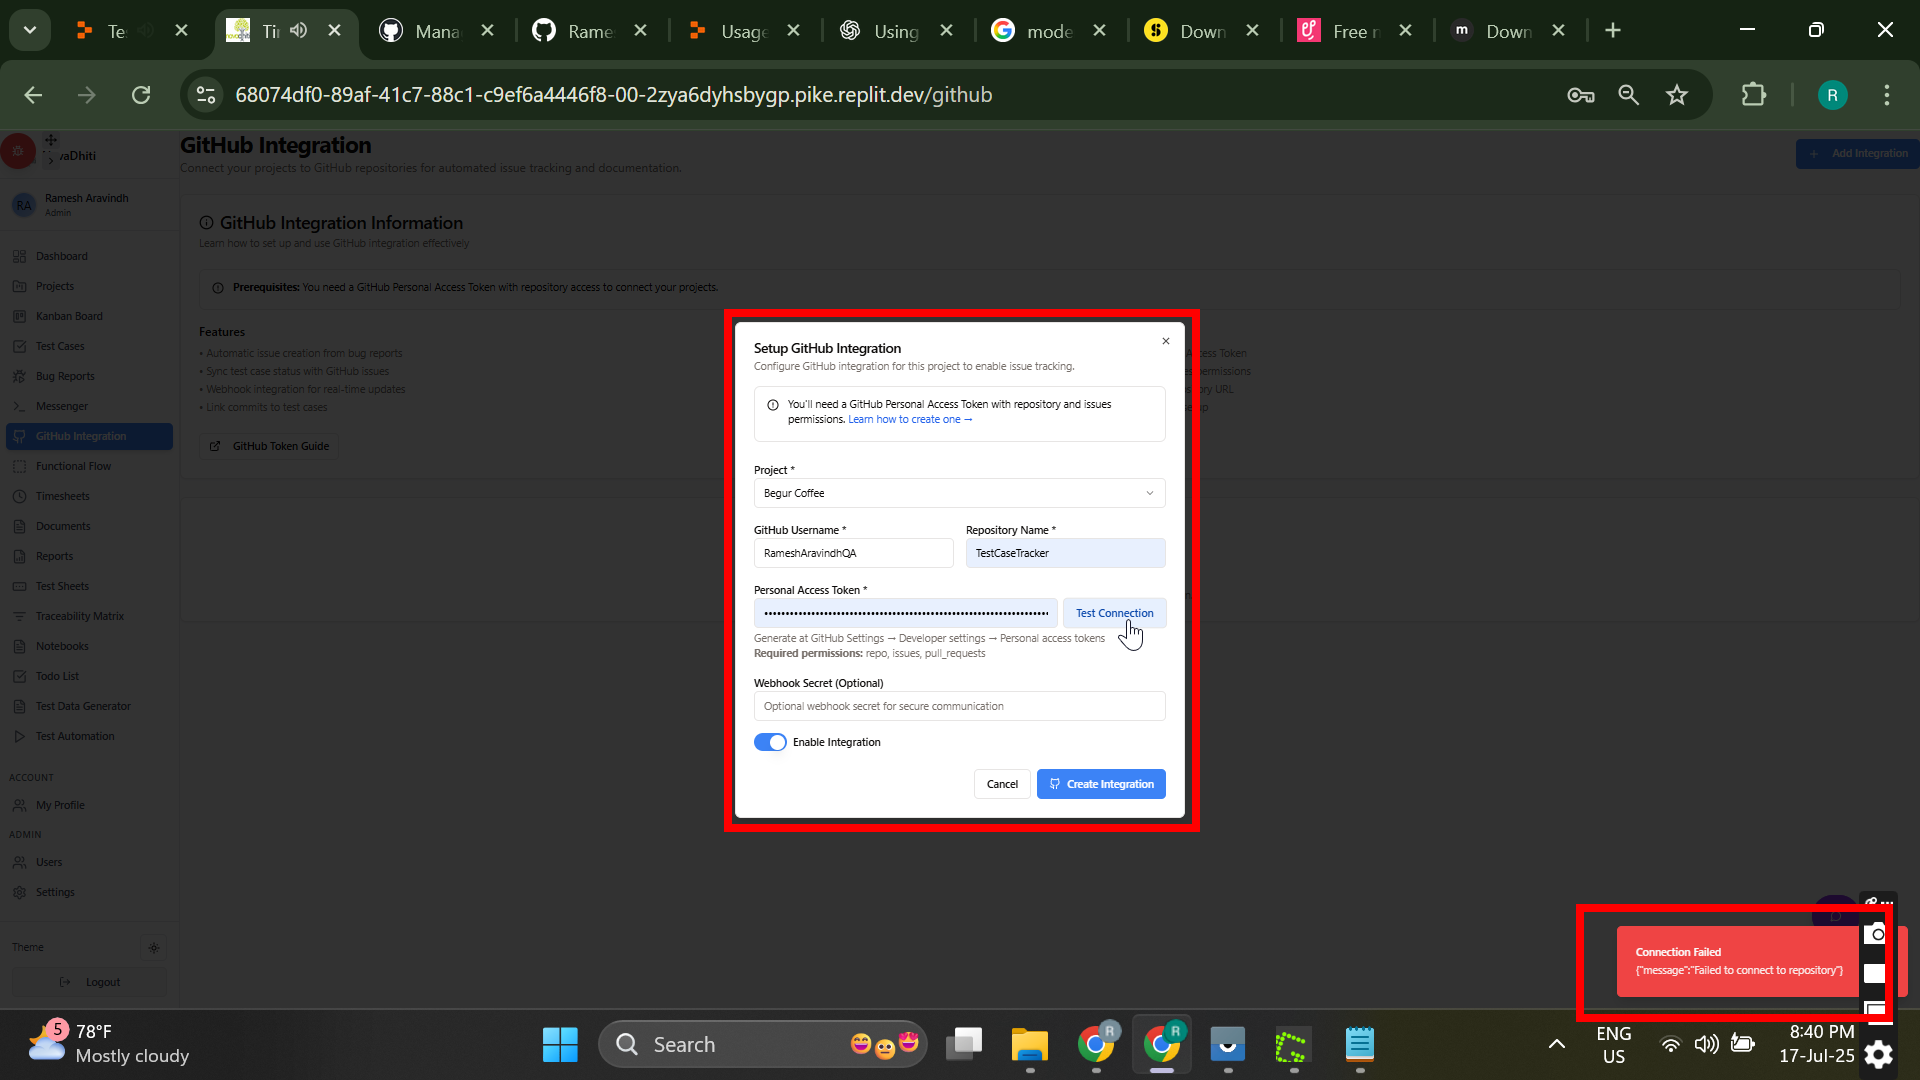 Te
Ti
Mana
Rame
Usage
Using
mode
Down
Free n
Down
68074df0-89af-41c7-88c1-c9ef6a4446f8-00-2zya6dyhsbygp.pike.replit.dev/github
R
vaDhiti
GitHub Integration
Connect your projects to GitHub repositories for automated issue tracking and documentation.
Add Integration
RA
Ramesh Aravindh
Admin
GitHub Integration Information
Learn how to set up and use GitHub integration effectively
Prerequisites: You need a GitHub Personal Access Token with repository access to connect your projects.
Features
• Automatic issue creation from bug reports
• Sync test case status with GitHub issues
• Webhook integration for real-time updates
• Link commits to test cases
GitHub Token Guide
ess Token
permissions
ry URL
Dashboard
Projects
Kanban Board
Test Cases
Bug Reports
Messenger
GitHub Integration
Functional Flow
Timesheets
Documents
Reports
Test Sheets
Traceability Matrix
Notebooks
Todo List
Test Data Generator
Test Automation
ACCOUNT
My Profile
ADMIN
Users
Settings
Theme
Logout
Setup GitHub Integration
Configure GitHub integration for this project to enable issue tracking.
You'll need a GitHub Personal Access Token with repository and issues
permissions. Learn how to create one →
Project *
Begur Coffee
GitHub Username *
Repository Name *
RameshAravindhQA
TestCaseTracker
Personal Access Token *
Test Connection
Generate at GitHub Settings → Developer settings → Personal access tokens
Required permissions: repo, issues, pull_requests
Webhook Secret (Optional)
Optional webhook secret for secure communication
Enable Integration
Cancel
Create Integration
Connection Failed
{"message":"Failed to connect to repository"}
5
78°F
Mostly cloudy
Search
R
R
ENG
US
8:40 PM
17-Jul-25